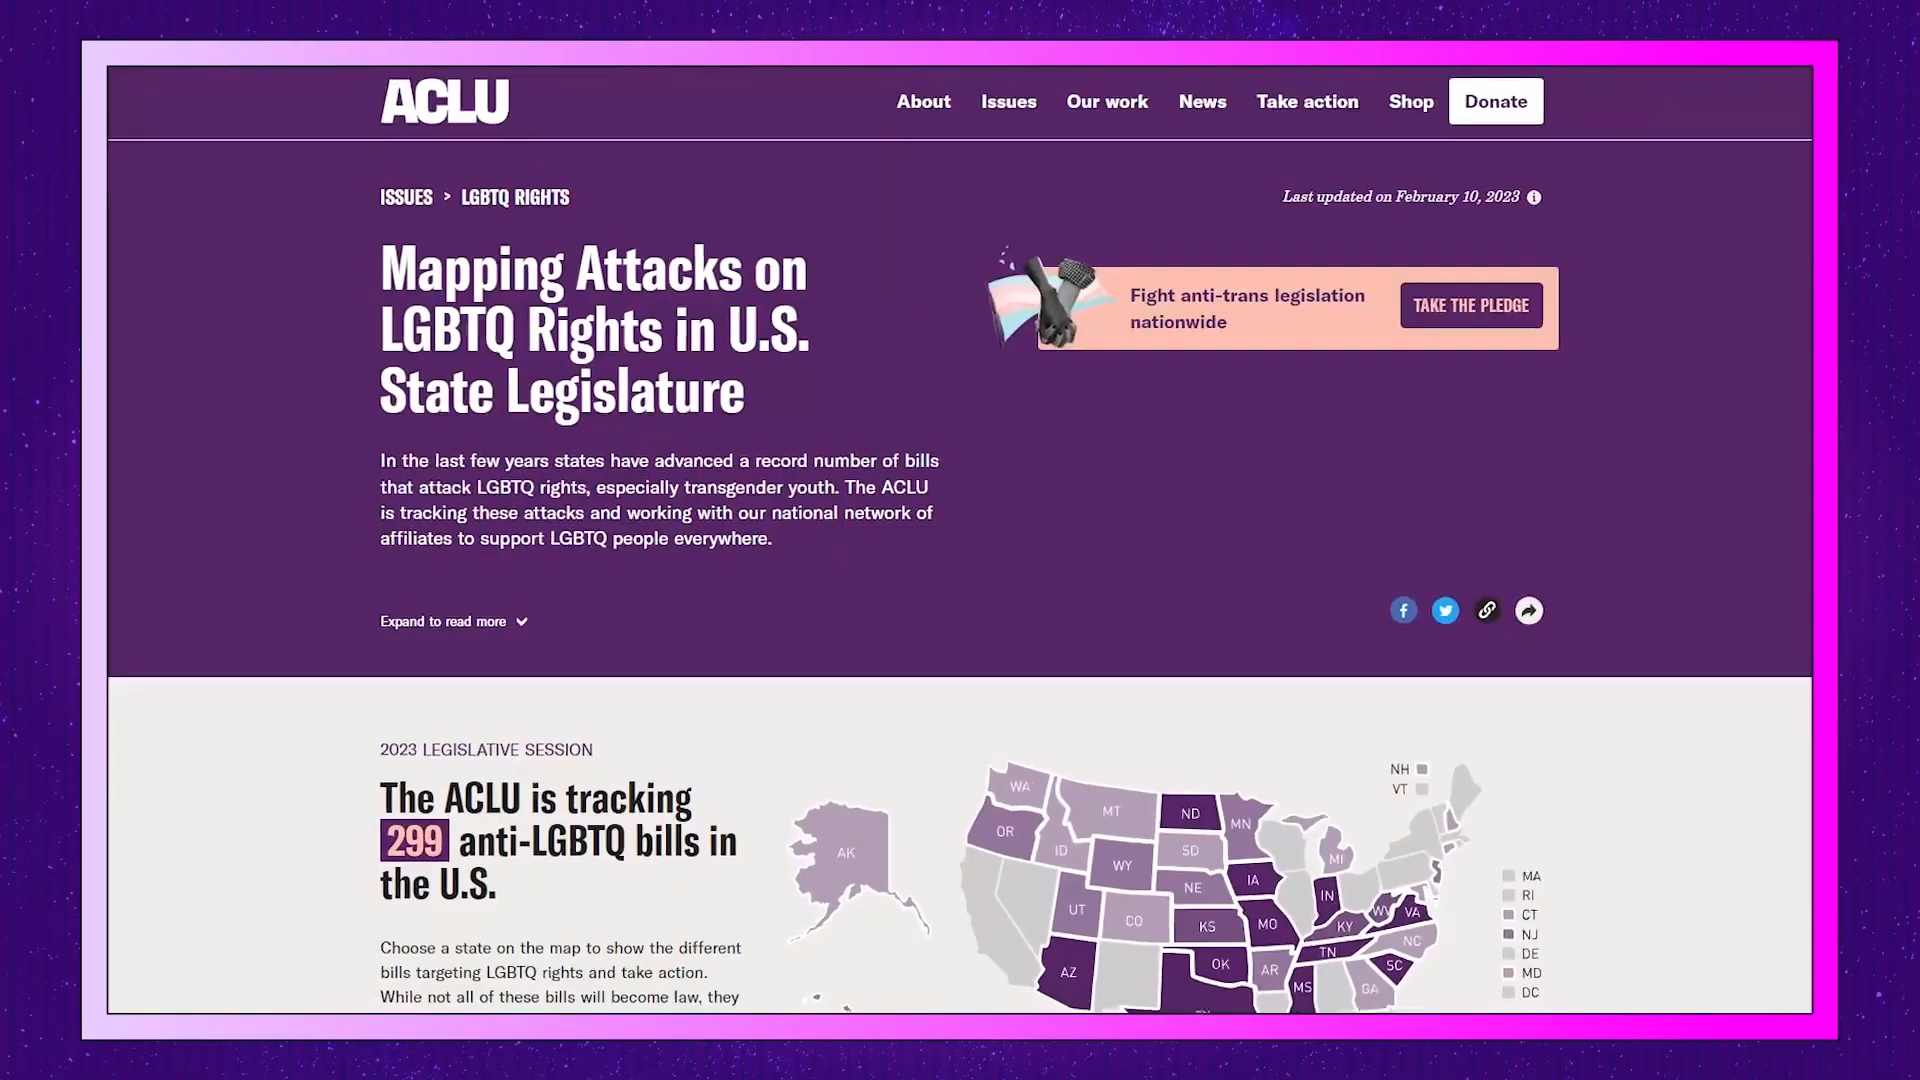 ACLU
About Issues Our work News Take action Shop Donate
ISSUES > LGBTQ RIGHTS
Last updated on February 10, 2023
Mapping Attacks on
LGBTQ Rights in U.S.
State Legislature
Fight anti-trans legislation
nationwide
TAKE THE PLEDGE
In the last few years states have advanced a record number of bills
that attack LGBTQ rights, especially transgender youth. The ACLU
is tracking these attacks and working with our national network of
affiliates to support LGBTQ people everywhere.
Expand to read more
2023 LEGISLATIVE SESSION
The ACLU is tracking
299 anti-LGBTQ bills in
the U.S.
Choose a state on the map to show the different
bills targeting LGBTQ rights and take action.
While not all of these bills will become law, they
NH
VT
WA
MT
ND
MN
OR
ID
SD
MI
AK
WY
NE
IA
IN
UT
CO
KS
MO
KY
WV
VA
AZ
OK
AR
TN
NC
SC
MS
GA
MA
RI
CT
NJ
DE
MD
DC